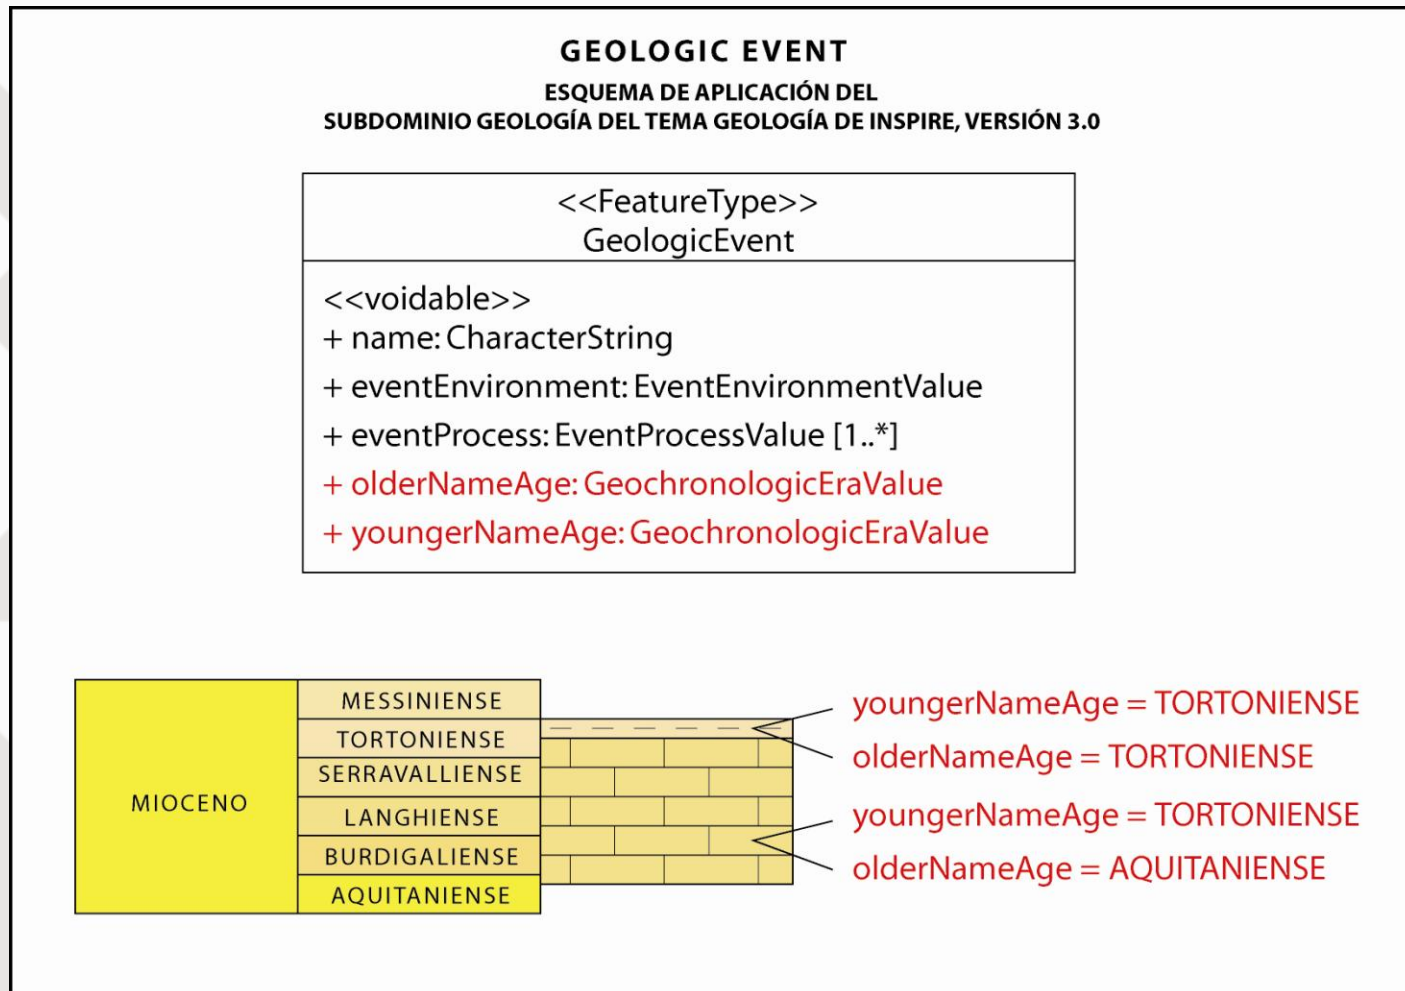 GEOLOGIC EVENT
ESQUEMA DE APLICACIÓN DEL
SUBDOMINIO GEOLOGÍA DEL TEMA GEOLOGÍA DE INSPIRE, VERSIÓN 3.0
<<FeatureType>>
GeologicEvent
<<voidable>>
+ name: CharacterString
+ eventEnvironment: EventEnvironmentValue
+ eventProcess: EventProcessValue [1..*]
+ olderNameAge: GeochronologicEraValue
+ youngerNameAge: GeochronologicEraValue
MIOCENO
MESSINIENSE
TORTONIENSE
SERRAVALLIENSE
LANGHIENSE
BURDIGALIENSE
AQUITANIENSE
youngerNameAge = TORTONIENSE
olderNameAge = TORTONIENSE
youngerNameAge = TORTONIENSE
olderNameAge = AQUITANIENSE